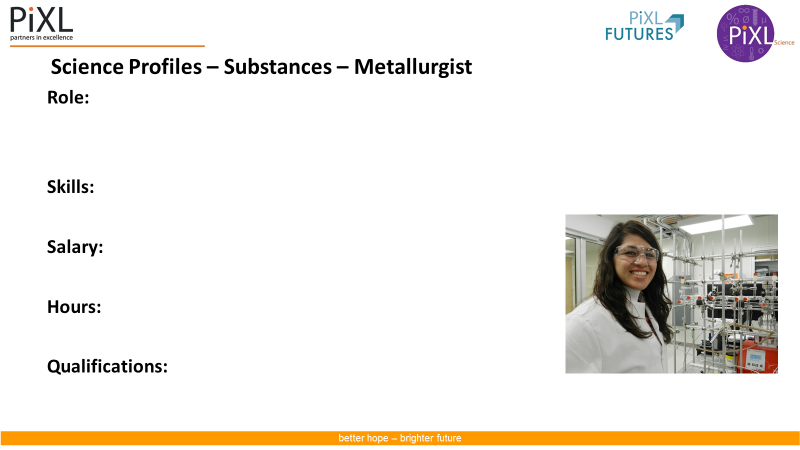 PiXL
partners in excellence
PiXL
FUTURES
PiXL
Science
Science Profiles – Substances – Metallurgist
Role:
Skills:
Salary:
Hours:
Qualifications:
better hope – brighter future